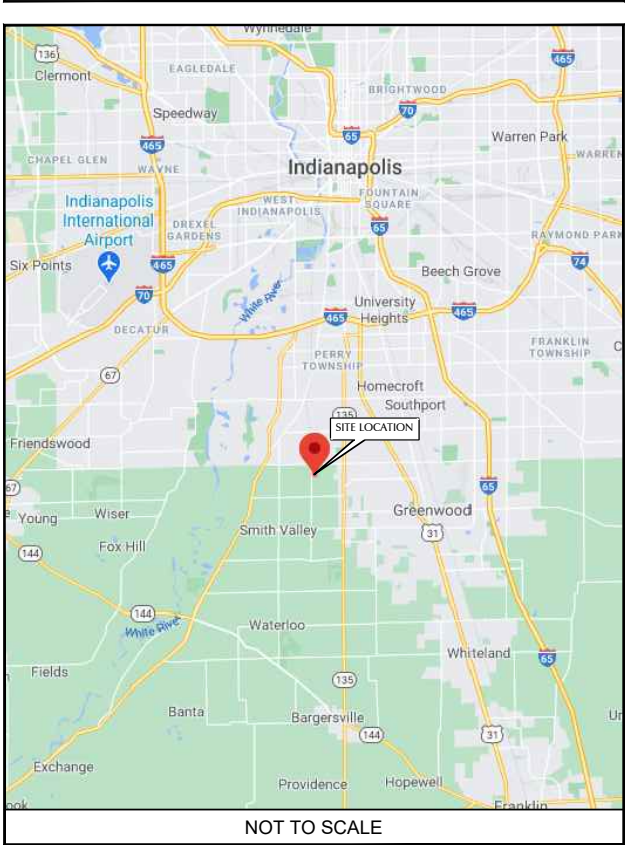 Wynnedale
136
Clermont
EAGLEDALE
465
BRIGHTWOOD
70
Speedway
65
465
Warren Park
CHAPEL GLEN
WAYNE
WARREN
Indianapolis
Indianapolis
International
Airport
WEST
INDIANAPOLIS
FOUNTAIN
SQUARE
DREXEL
GARDENS
65
RAYMOND PARK
Six Points
465
74
Beech Grove
70
White River
University
Heights
465
465
DECATUR
FRANKLIN
TOWNSHIP
PERRY
TOWNSHIP
67
Homecroft
Southport
135
SITE LOCATION
Friendswood
67
65
Young
Wiser
Greenwood
Smith Valley
31
Fox Hill
144
144
White River
Waterloo
Whiteland
65
Fields
135
Banta
Bargersville
144
31
Exchange
Providence
Hopewell
Franklin
NOT TO SCALE